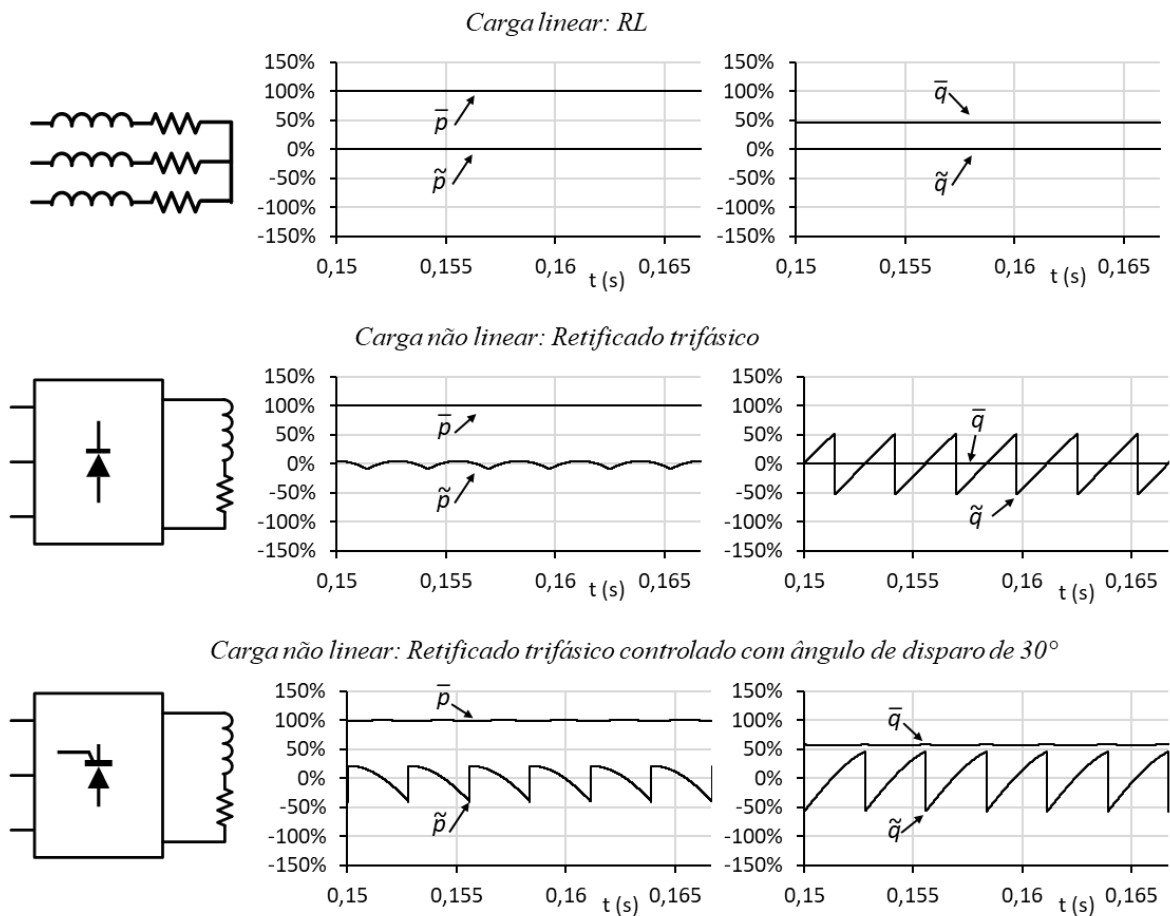 Carga linear: RL
150%
100%
50%
0%
-50%
-100%
-150%
p̅
p̃
0,15 0,155 0,16 0,165
t (s)
150%
100%
50%
0%
-50%
-100%
-150%
q̅
q̃
0,15 0,155 0,16 0,165
t (s)
Carga não linear: Retificado trifásico
150%
100%
50%
0%
-50%
-100%
-150%
p̅
p̃
0,15 0,155 0,16 0,165
t (s)
150%
100%
50%
0%
-50%
-100%
-150%
q̅
q̃
0,15 0,155 0,16 0,165
t (s)
Carga não linear: Retificado trifásico controlado com ângulo de disparo de 30°
150%
100%
50%
0%
-50%
-100%
-150%
p̅
p̃
0,15 0,155 0,16 0,165
t (s)
150%
100%
50%
0%
-50%
-100%
-150%
q̅
q̃
0,15 0,155 0,16 0,165
t (s)